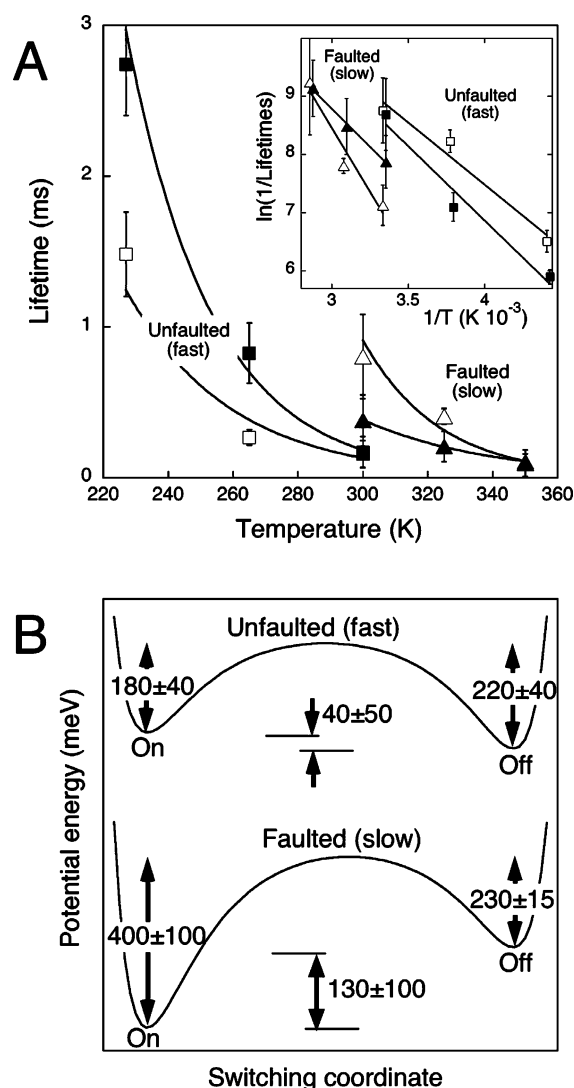 A
3
2
1
0
Lifetime (ms)
220
240
260
280
300
320
340
360
Temperature (K)
Unfaulted
(fast)
Faulted
(slow)
9
8
7
6
ln(1/Lifetimes)
Faulted
(slow)
Unfaulted
(fast)
3
3.5
4
1/T (K 10⁻³)
B
Potential energy (meV)
Unfaulted (fast)
180±40
220±40
40±50
On
Off
Faulted (slow)
400±100
230±15
130±100
On
Off
Switching coordinate